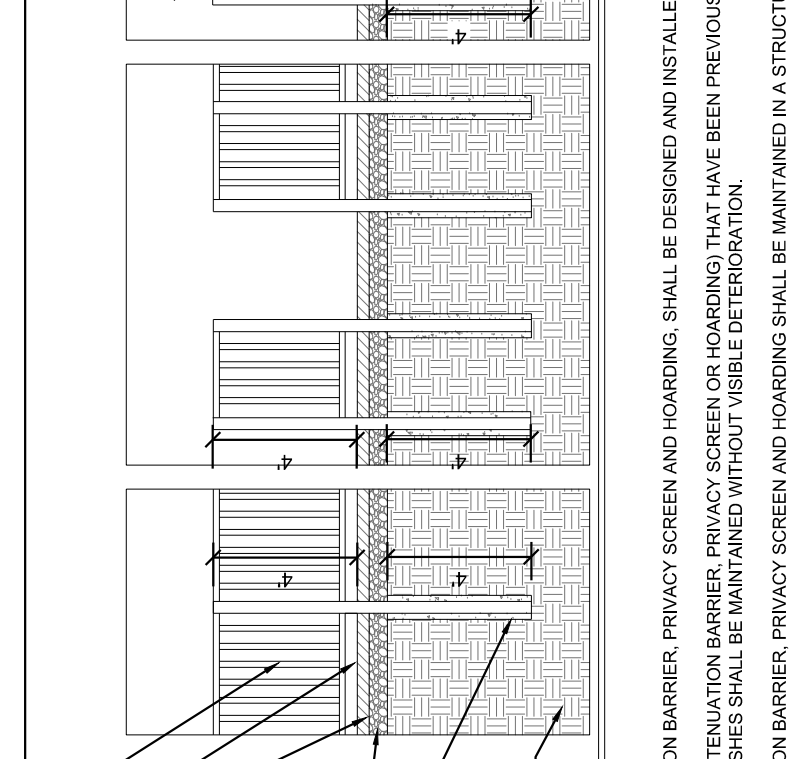 4'
4'
4'
4'
4'
ON BARRIER, PRIVACY SCREEN AND HOARDING, SHALL BE DESIGNED AND INSTALLE
TENUATION BARRIER, PRIVACY SCREEN OR HOARDING) THAT HAVE BEEN PREVIOUS
SHES SHALL BE MAINTAINED WITHOUT VISIBLE DETERIORATION.
ON BARRIER, PRIVACY SCREEN AND HOARDING SHALL BE MAINTAINED IN A STRUCTU